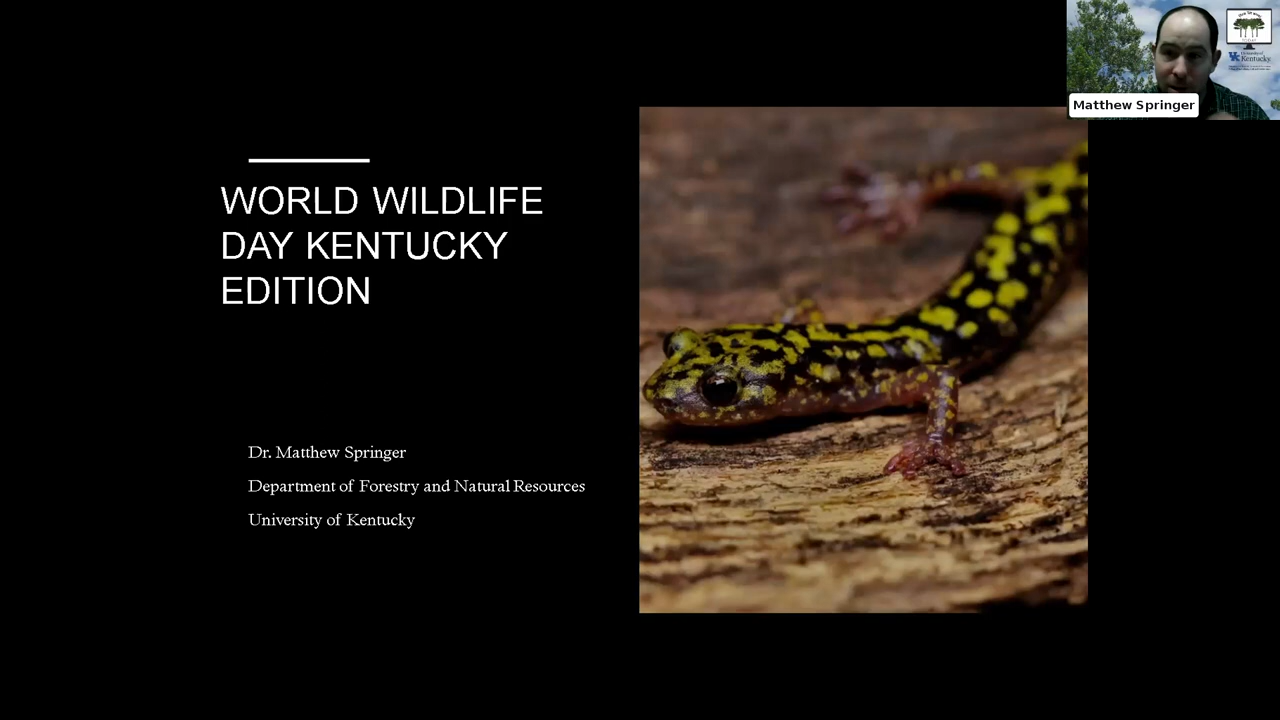 WORLD WILDLIFE
DAY KENTUCKY
EDITION
Dr. Matthew Springer
Department of Forestry and Natural Resources
University of Kentucky
Matthew Springer
Kentucky